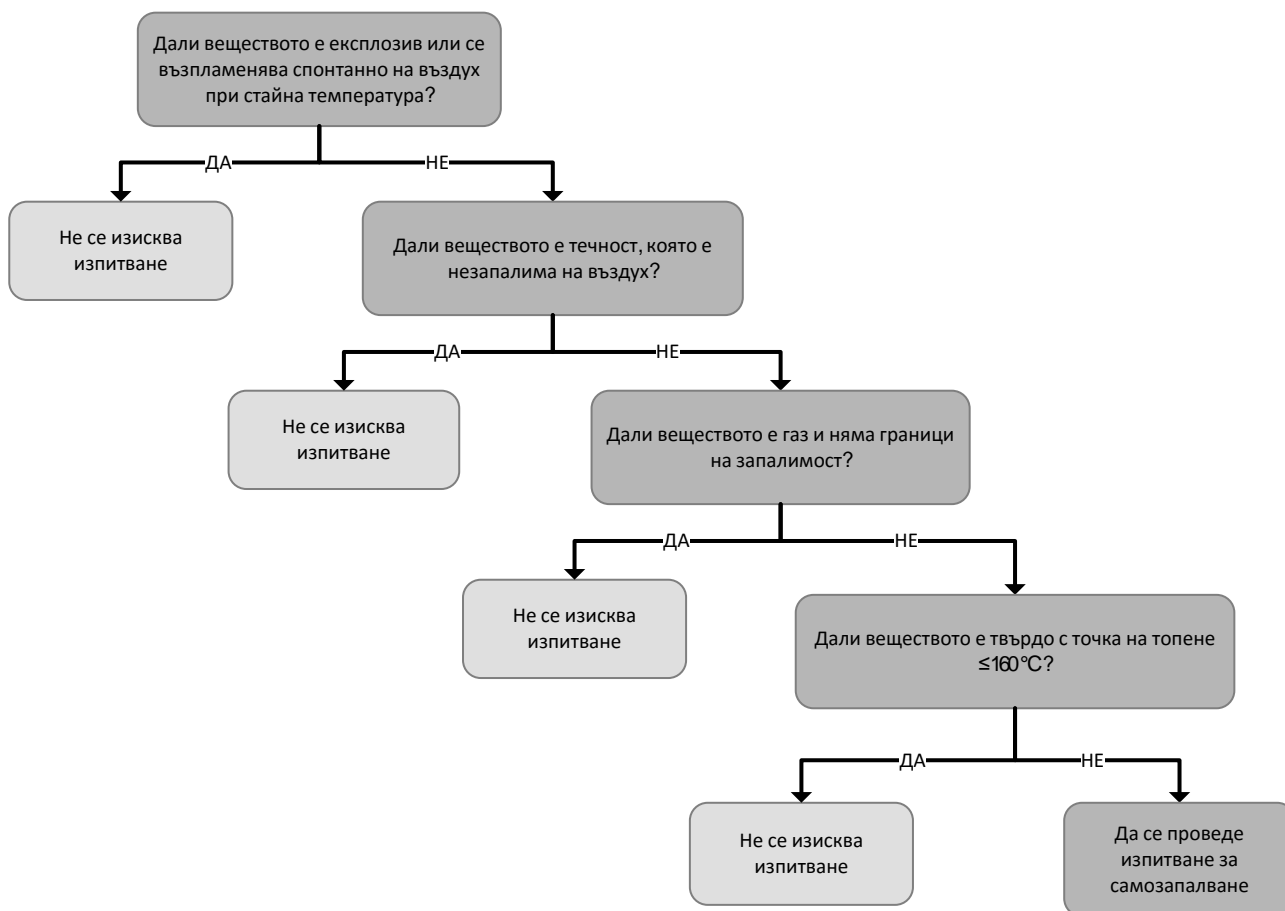 Дали веществото е експлозив или се
възпламенява спонтанно на въздух
при стайна температура?
ДА
НЕ
Не се изисква
изпитване
Дали веществото е течност, която е
незапалима на въздух?
ДА
НЕ
Не се изисква
изпитване
Дали веществото е газ и няма граници
на запалимост?
ДА
НЕ
Не се изисква
изпитване
Дали веществото е твърдо с точка на топене
≤160°C?
ДА
НЕ
Не се изисква
изпитване
Да се проведе
изпитване за
самозапалване